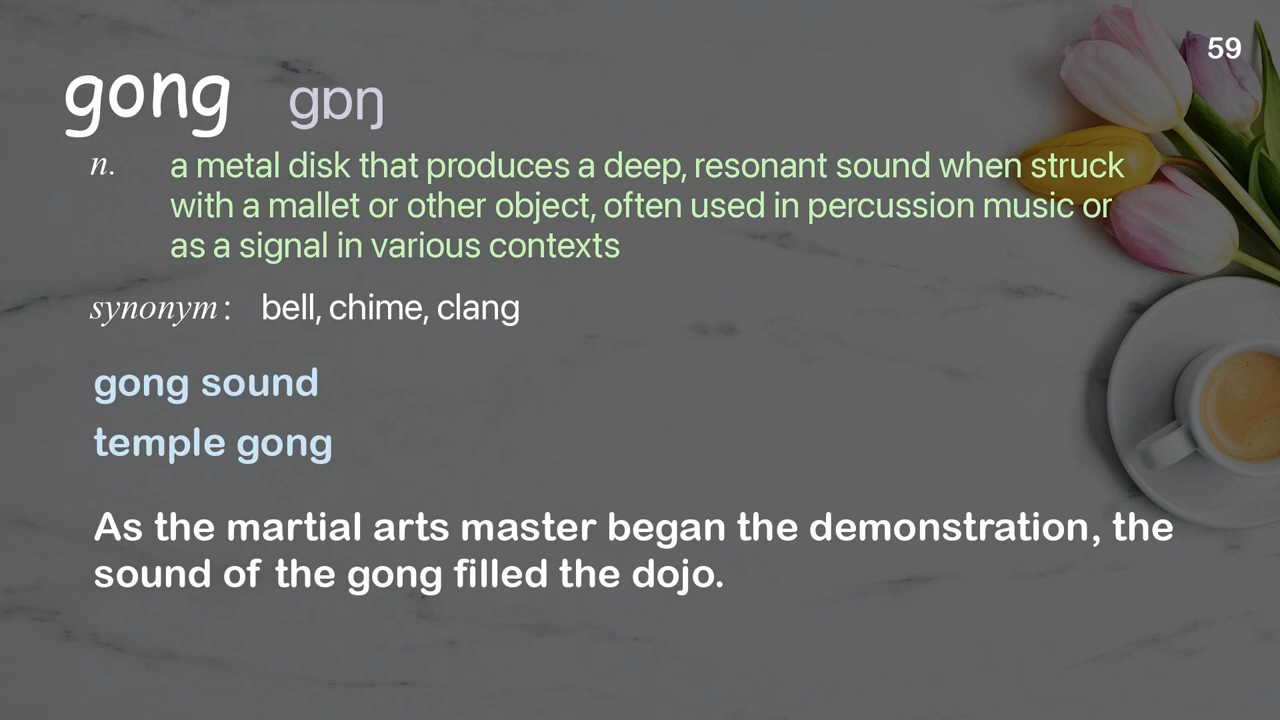 59
gong gɒŋ
n. a metal disk that produces a deep, resonant sound when struck
with a mallet or other object, often used in percussion music or
as a signal in various contexts
synonym: bell, chime, clang
gong sound
temple gong
As the martial arts master began the demonstration, the
sound of the gong filled the dojo.